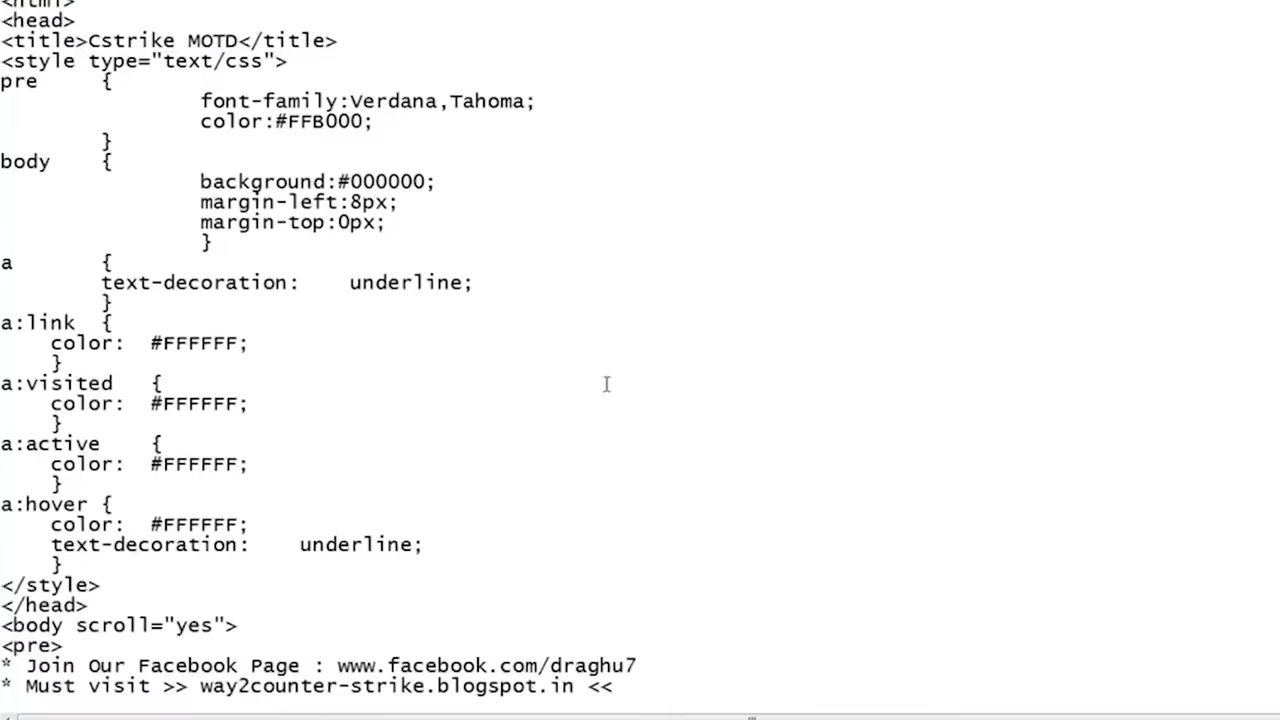 <html>
<head>
<title>Cstrike MOTD</title>
<style type="text/css">
pre {
font-family:Verdana,Tahoma;
color:#FFB000;
}
body {
background:#000000;
margin-left:8px;
margin-top:0px;
}
a {
text-decoration: underline;
}
a:link {
color: #FFFFFF;
}
a:visited {
color: #FFFFFF;
}
a:active {
color: #FFFFFF;
}
a:hover {
color: #FFFFFF;
text-decoration: underline;
}
</style>
</head>
<body scroll="yes">
<pre>
* Join Our Facebook Page : www.facebook.com/draghu7
* Must visit >> way2counter-strike.blogspot.in <<